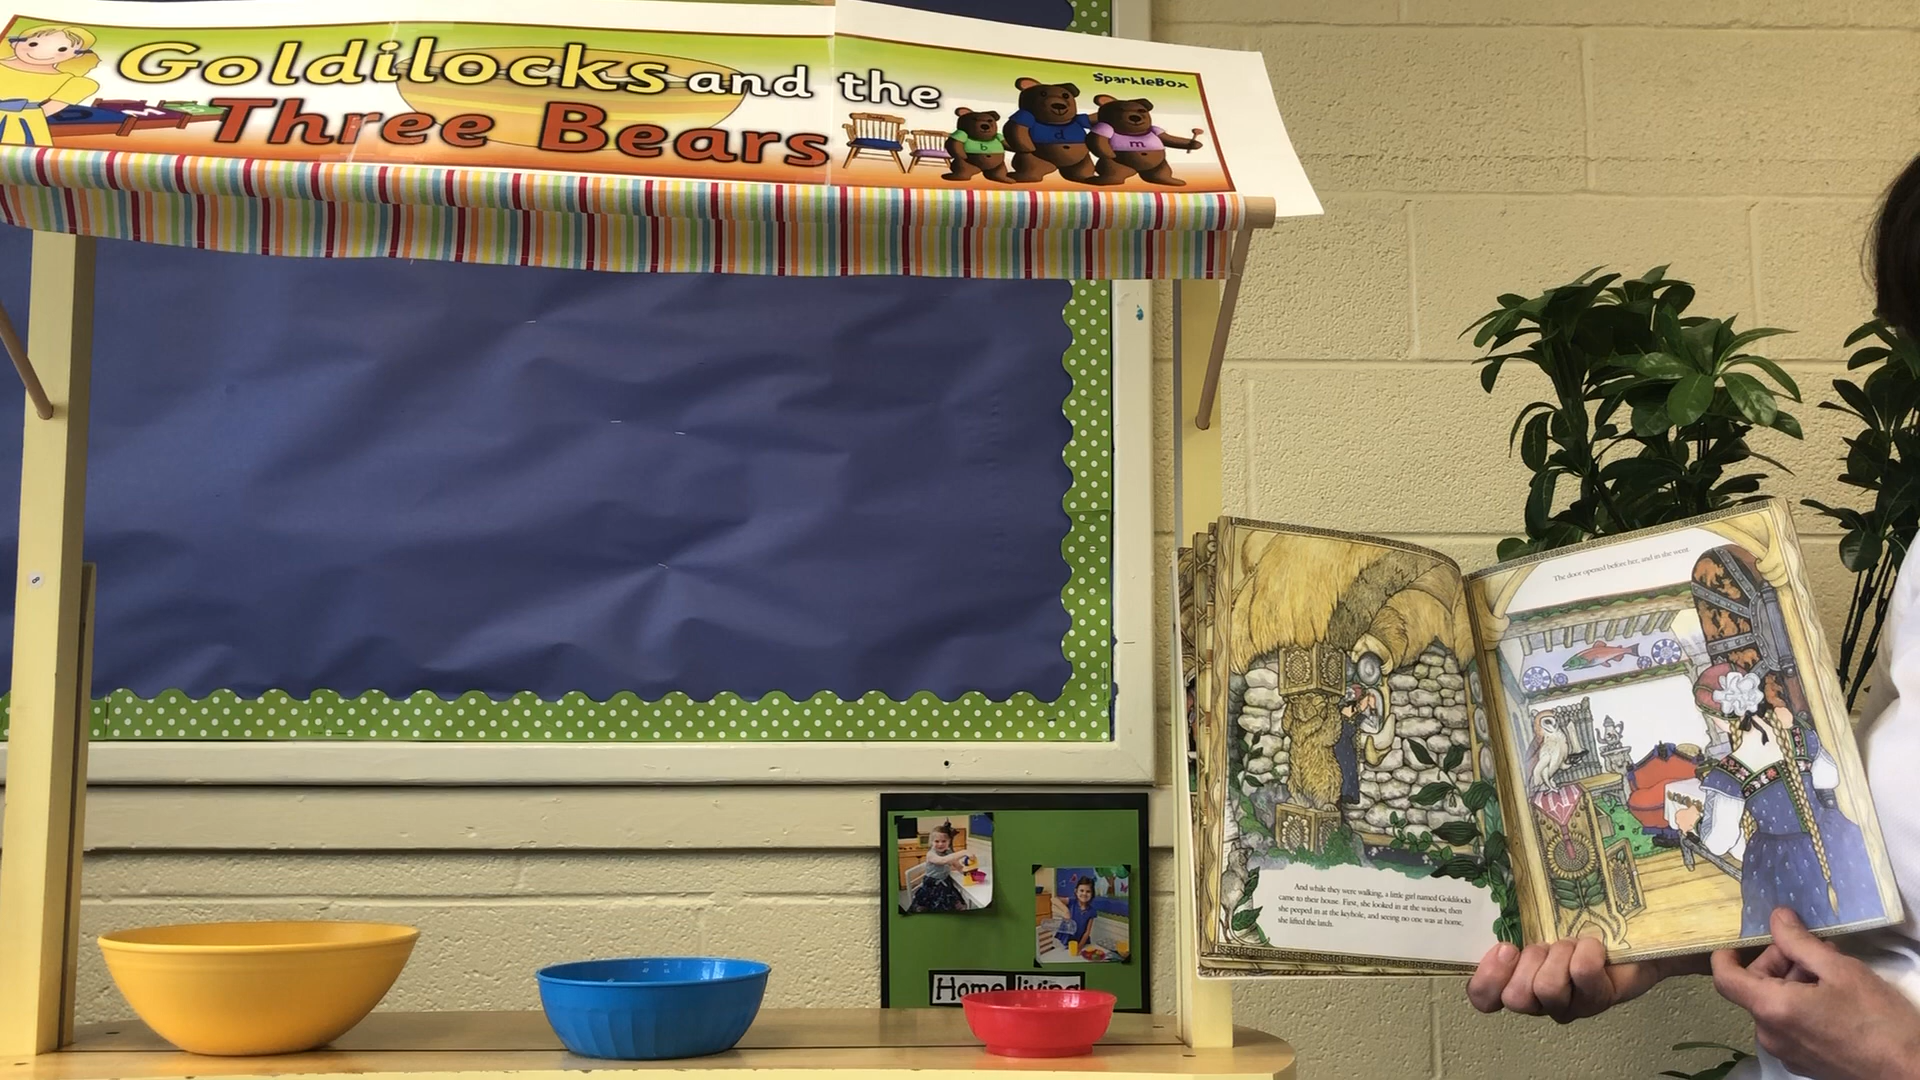 Goldilocks and the
Three Bears
SparkleBox
b
d
m
8
The door opened before her, and in she went.
And while they were walking, a little girl named Goldilocks
came to their house. First, she looked in at the window, then
she peeped in at the keyhole, and seeing no one was at home,
she lifted the latch.
Home living